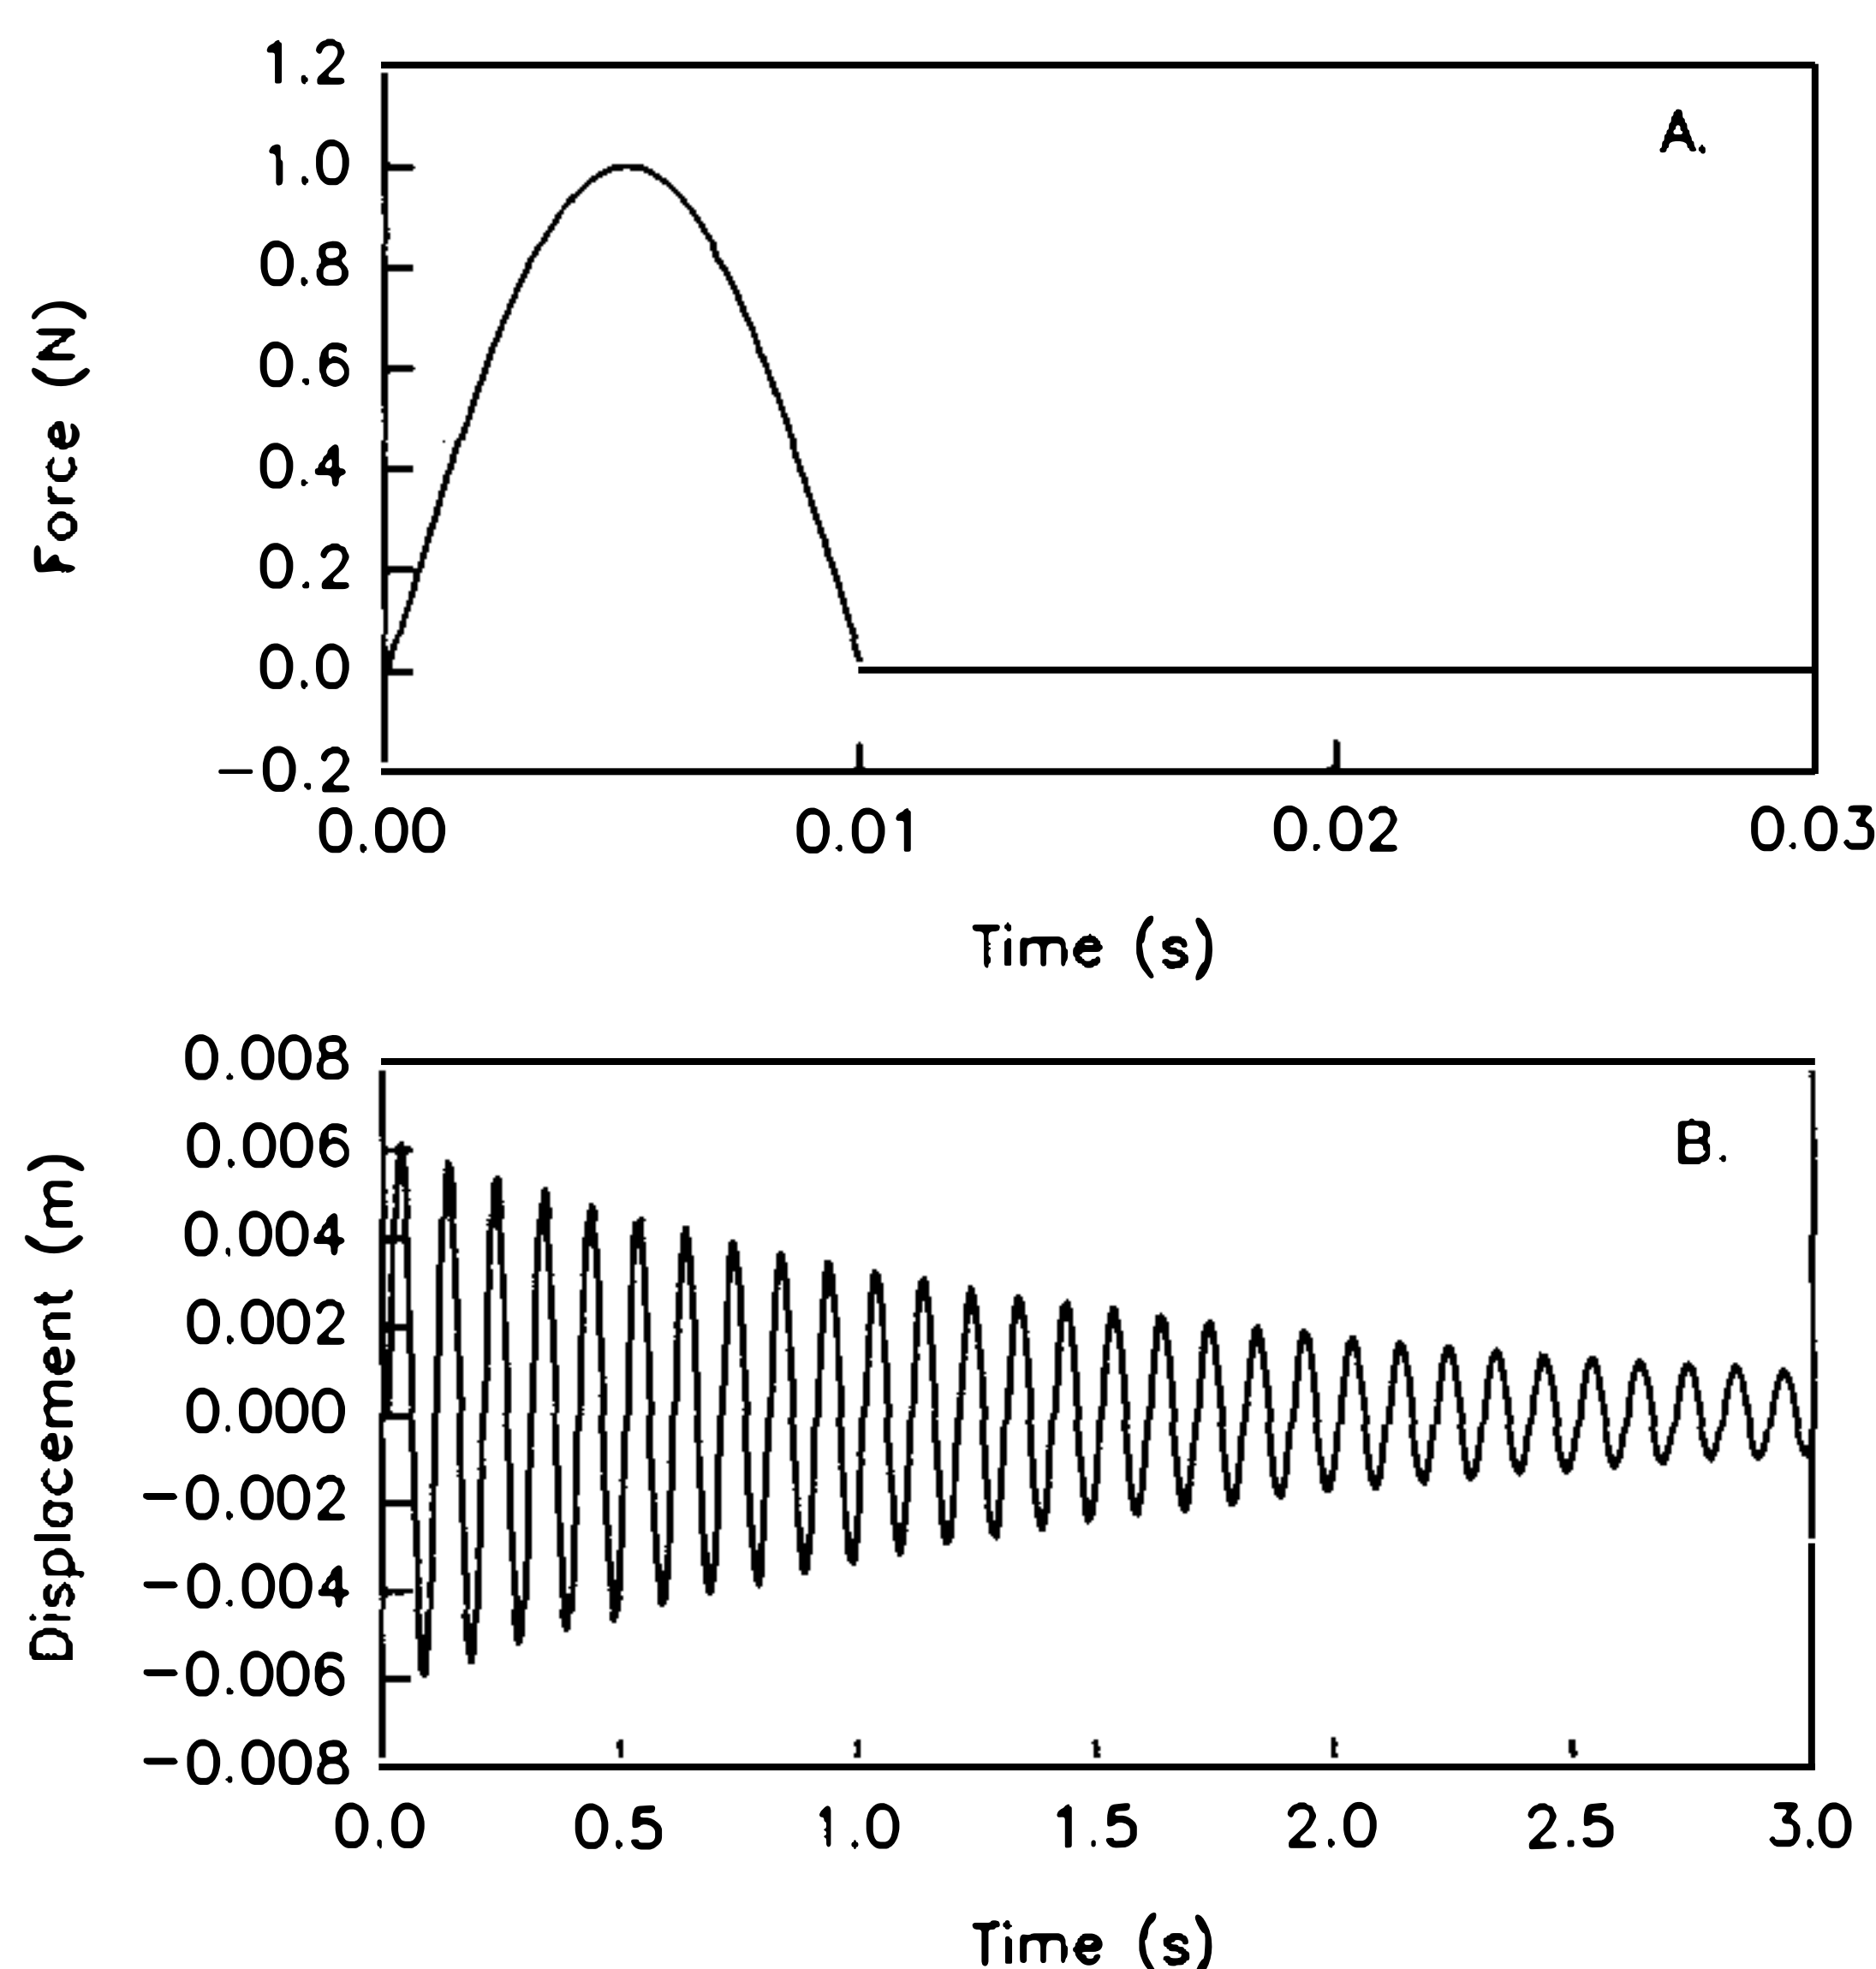 1.2
1.0
0.8
0.6
0.4
0.2
0.0
−0.2
Force (N)
A.
0.00 0.01 0.02 0.03
Time (s)
0.008
0.006
0.004
0.002
0.000
−0.002
−0.004
−0.006
−0.008
Displacement (m)
B.
0.0 0.5 1.0 1.5 2.0 2.5 3.0
Time (s)